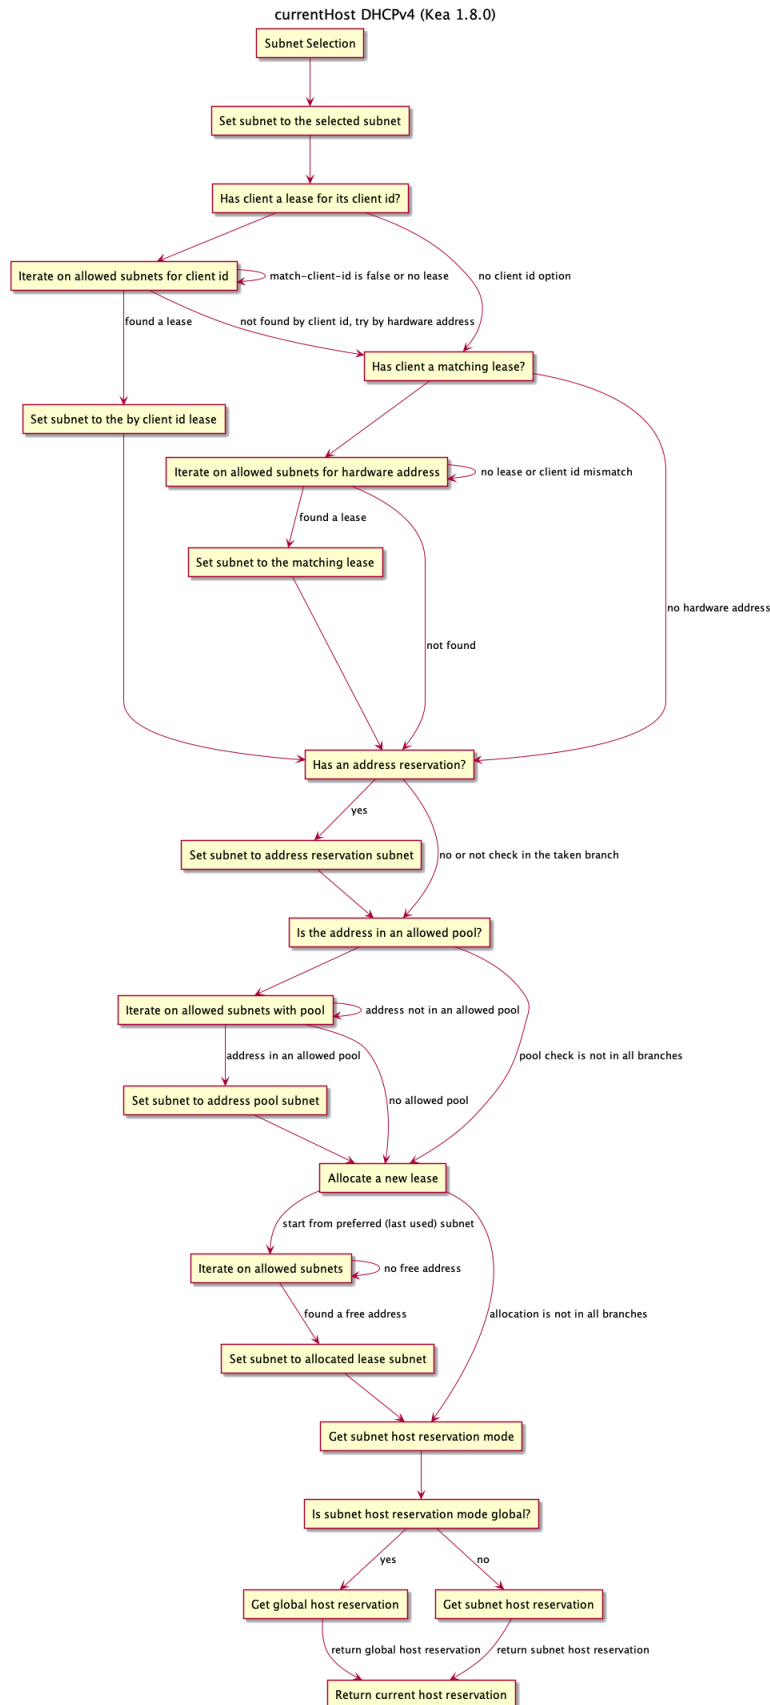 currentHost DHCPv4 (Kea 1.8.0)
Subnet Selection
Set subnet to the selected subnet
Has client a lease for its client id?
Iterate on allowed subnets for client id
match-client-id is false or no lease
no client id option
found a lease
not found by client id, try by hardware address
Has client a matching lease?
Set subnet to the by client id lease
Iterate on allowed subnets for hardware address
no lease or client id mismatch
found a lease
Set subnet to the matching lease
no hardware address
not found
Has an address reservation?
yes
Set subnet to address reservation subnet
no or not check in the taken branch
Is the address in an allowed pool?
Iterate on allowed subnets with pool
address not in an allowed pool
address in an allowed pool
pool check is not in all branches
Set subnet to address pool subnet
no allowed pool
Allocate a new lease
start from preferred (last used) subnet
Iterate on allowed subnets
no free address
found a free address
allocation is not in all branches
Set subnet to allocated lease subnet
Get subnet host reservation mode
Is subnet host reservation mode global?
yes
no
Get global host reservation
Get subnet host reservation
return global host reservation
return subnet host reservation
Return current host reservation